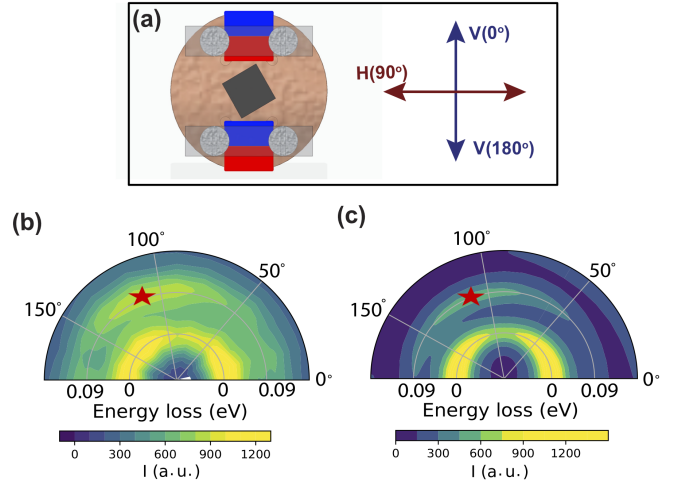 (a)
V(0°)
H(90°)
V(180°)
(b)
100°
50°
150°
0°
0.09 0 0 0.09
Energy loss (eV)
0 300 600 900 1200
I (a.u.)
(c)
100°
50°
150°
0°
0.09 0 0 0.09
Energy loss (eV)
0 300 600 900 1200
I (a.u.)